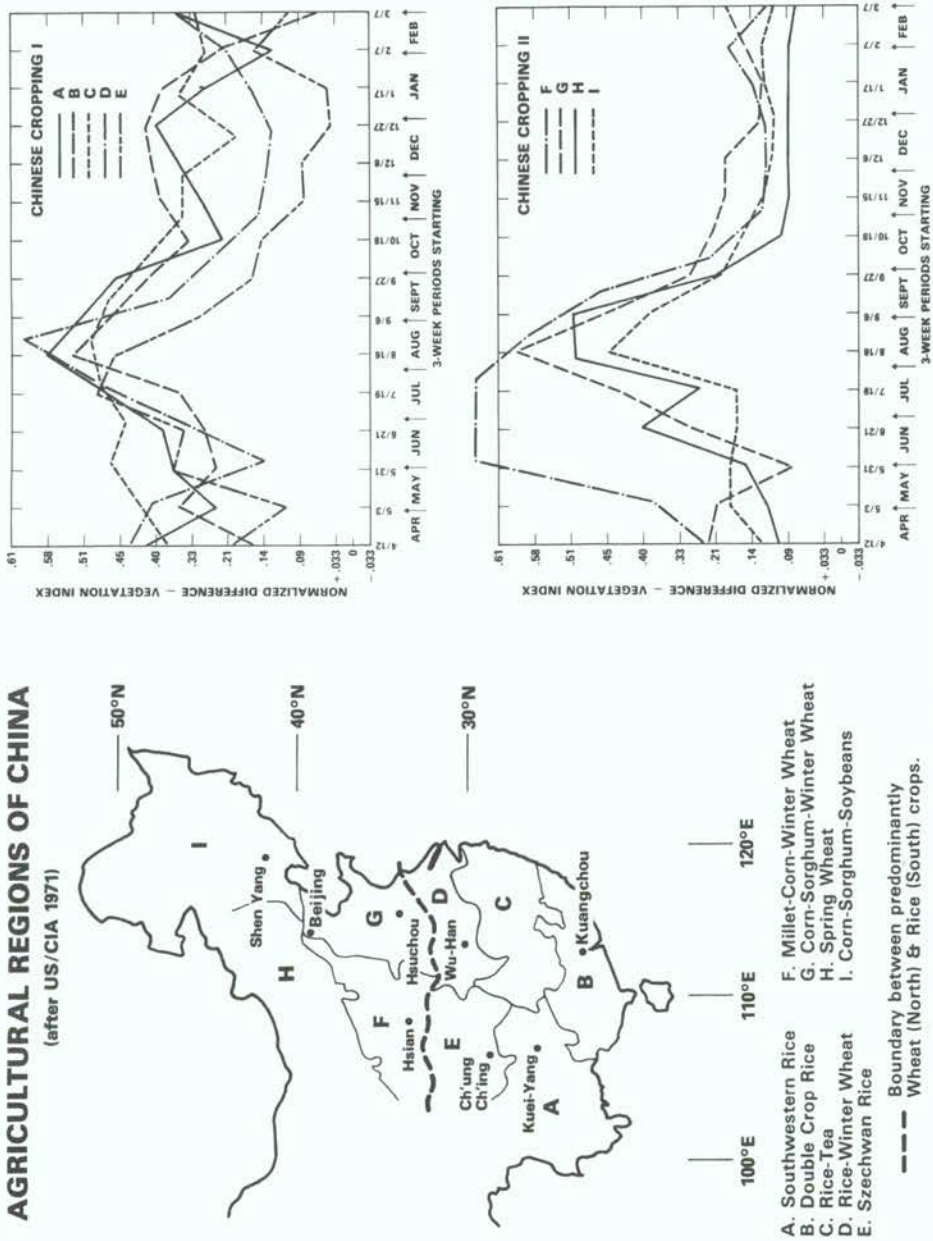 AGRICULTURAL REGIONS OF CHINA
(after US/CIA 1971)
50°N
40°N
30°N
100°E
110°E
120°E
I
Shen Yang
H
Beijing
G
F
Hsuchou
Hsian
D
Wu-Han
E
Ch'ung
Ch'ing
C
Kuei-Yang
A
B
Kuangchou
A. Southwestern Rice
B. Double Crop Rice
C. Rice-Tea
D. Rice-Winter Wheat
E. Szechwan Rice
F. Millet-Corn-Winter Wheat
G. Corn-Sorghum-Winter Wheat
H. Spring Wheat
I. Corn-Sorghum-Soybeans
Boundary between predominantly
Wheat (North) & Rice (South) crops.
CHINESE CROPPING I
A
B
C
D
E
NORMALIZED DIFFERENCE – VEGETATION INDEX
.61
.58
.51
.45
.40
.31
.21
.14
.09
+.033
0
-.033
4/12 5/3 5/31 6/21 7/19 8/16 9/6 9/27 10/18 11/15 12/6 12/27 1/17 2/7 3/7
APR MAY JUN JUL AUG SEPT OCT NOV DEC JAN FEB
3-WEEK PERIODS STARTING
CHINESE CROPPING II
F
G
H
I
NORMALIZED DIFFERENCE – VEGETATION INDEX
.61
.58
.51
.45
.40
.31
.21
.14
.09
+.033
0
-.033
4/12 5/3 5/31 6/21 7/19 8/16 9/6 9/27 10/18 11/15 12/6 12/27 1/17 2/7 3/7
APR MAY JUN JUL AUG SEPT OCT NOV DEC JAN FEB
3-WEEK PERIODS STARTING